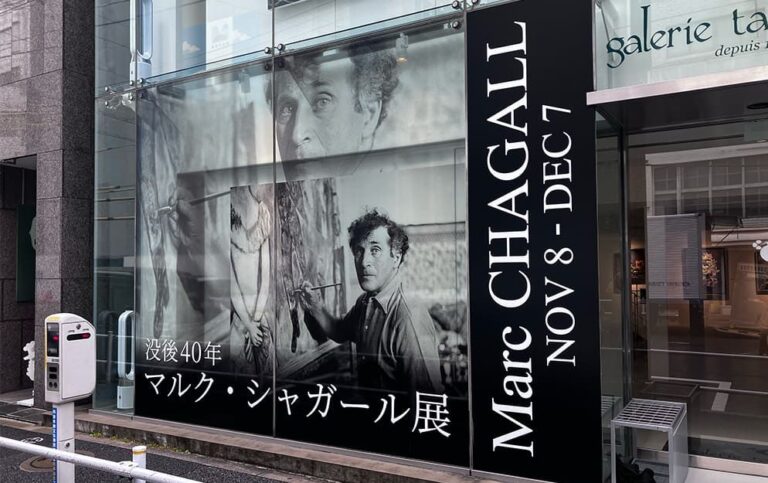 没後40年
マルク・シャガール展
Marc CHAGALL
NOV 8 - DEC 7
galerie ta
depuis